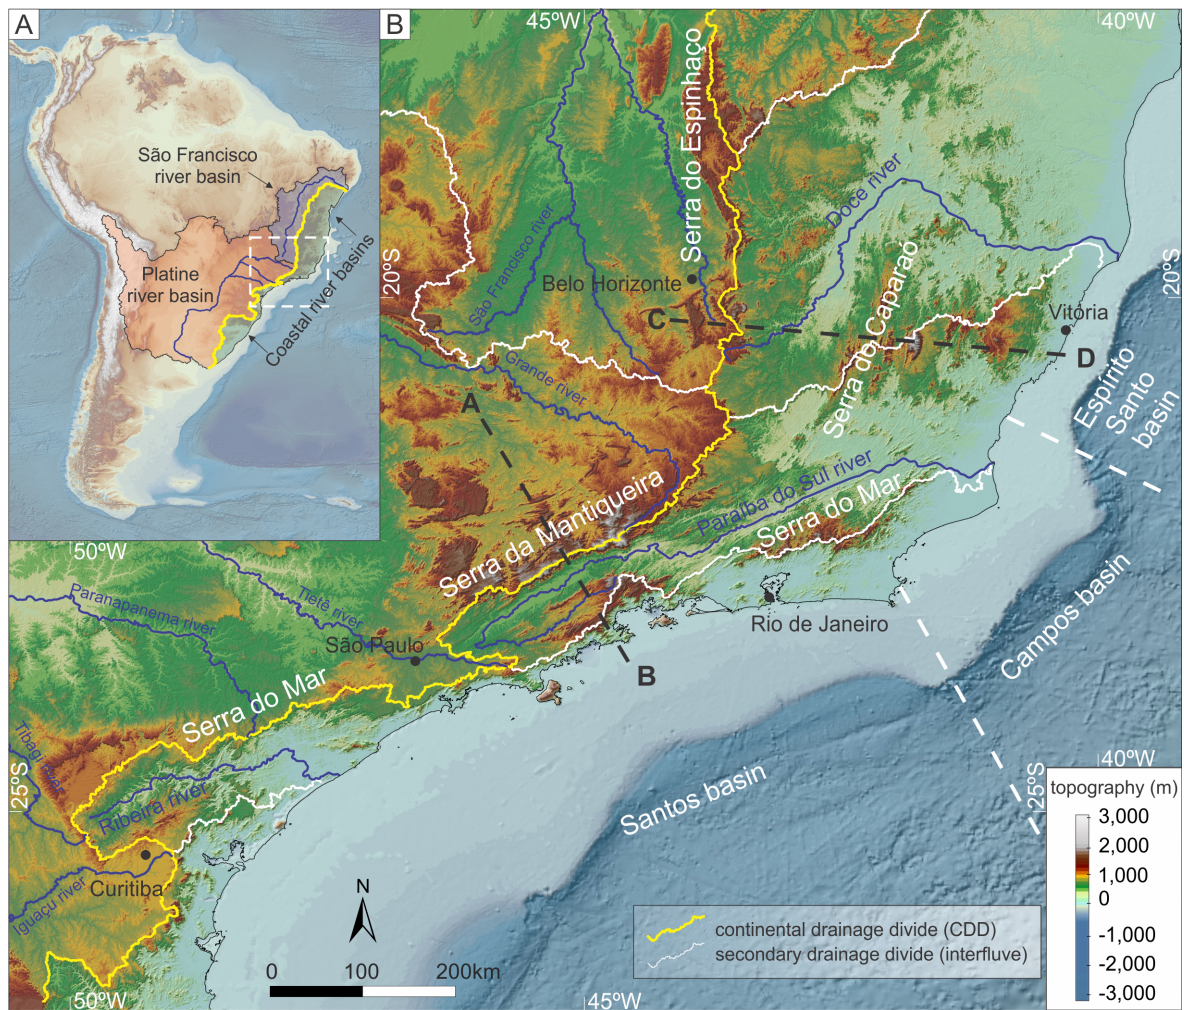 A
São Francisco
river basin
Platine
river basin
Coastal river basins
B
45ºW
40ºW
Serra do Espinhaço
Doce river
São Francisco river
Belo Horizonte
20ºS
20ºS
Serra do Caparaó
Vitória
C
D
Grande river
A
Espírito
Santo
basin
Serra da Mantiqueira
Paraíba do Sul river
Serra do Mar
50ºW
Paranapanema river
Tietê river
São Paulo
Rio de Janeiro
B
Campos basin
Serra do Mar
Tibagi river
25ºS
Ribeira river
Santos basin
40ºW
25ºS
Curitiba
Iguaçu river
N
0 100 200km
50ºW
45ºW
continental drainage divide (CDD)
secondary drainage divide (interfluve)
topography (m)
3,000
2,000
1,000
0
-1,000
-2,000
-3,000